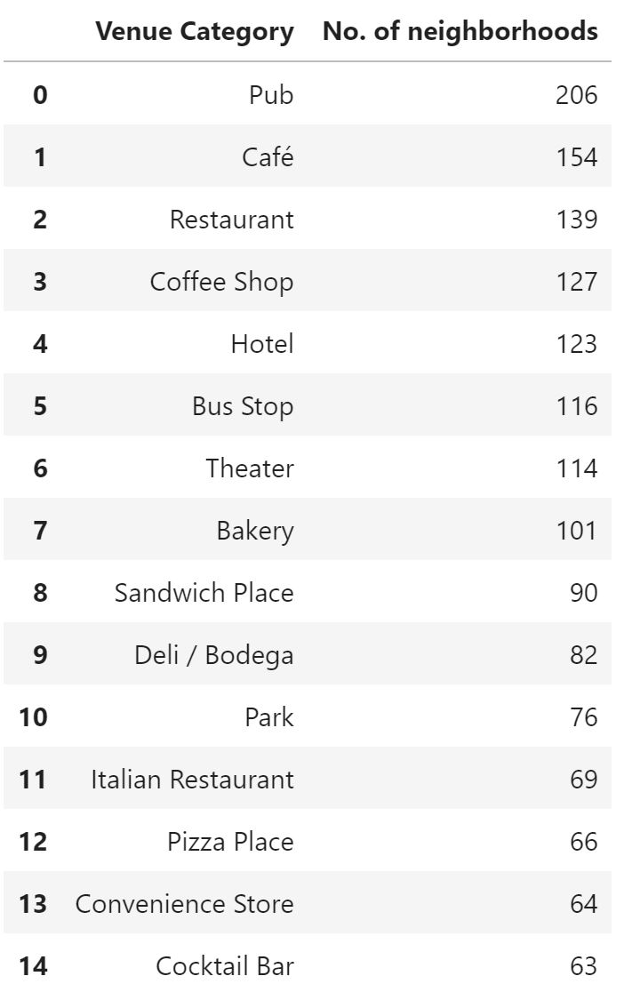 Venue Category No. of neighborhoods
0 Pub 206
1 Café 154
2 Restaurant 139
3 Coffee Shop 127
4 Hotel 123
5 Bus Stop 116
6 Theater 114
7 Bakery 101
8 Sandwich Place 90
9 Deli / Bodega 82
10 Park 76
11 Italian Restaurant 69
12 Pizza Place 66
13 Convenience Store 64
14 Cocktail Bar 63